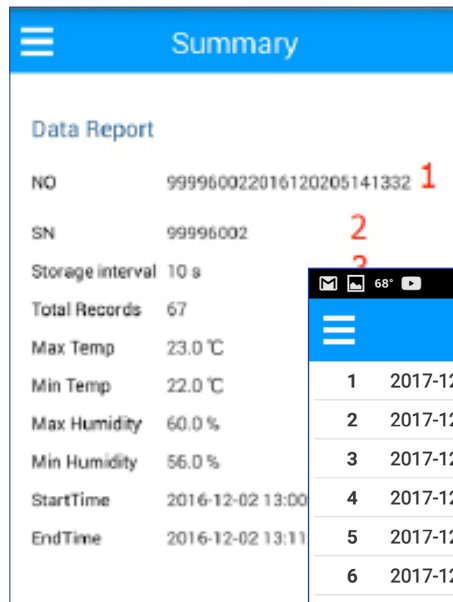 Summary
Data Report
NO 9999600220161202051​41332 1
SN 99996002 2
Storage interval 10 s 3
Total Records 67
Max Temp 23.0 ℃
Min Temp 22.0 ℃
Max Humidity 60.0 %
Min Humidity 56.0 %
StartTime 2016-12-02 13:00
EndTime 2016-12-02 13:11
68°
1 2017-12
2 2017-12
3 2017-12
4 2017-12
5 2017-12
6 2017-12